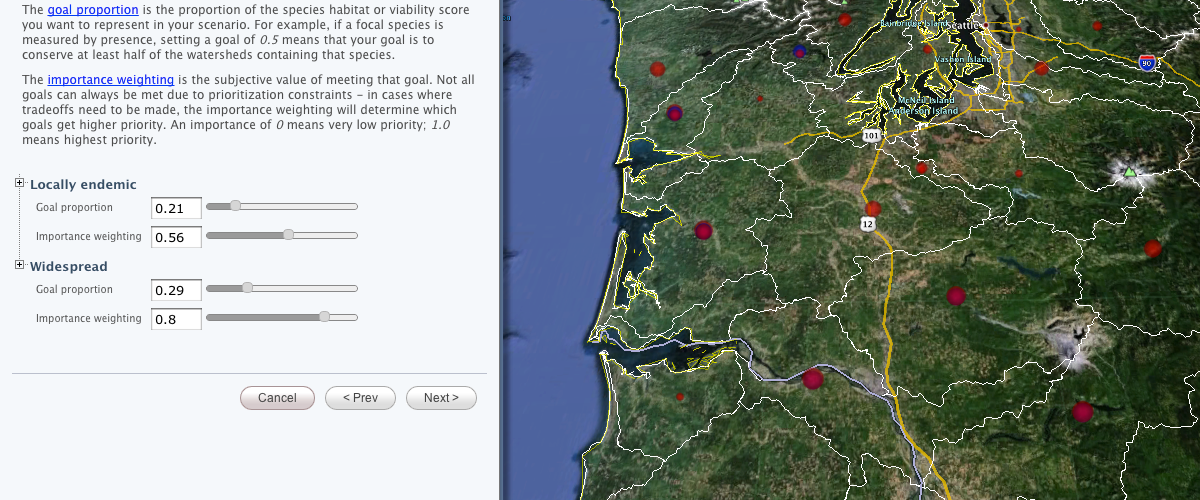 The goal proportion is the proportion of the species habitat or viability score
you want to represent in your scenario. For example, if a focal species is
measured by presence, setting a goal of 0.5 means that your goal is to
conserve at least half of the watersheds containing that species.
The importance weighting is the subjective value of meeting that goal. Not all
goals can always be met due to prioritization constraints – in cases where
tradeoffs need to be made, the importance weighting will determine which
goals get higher priority. An importance of 0 means very low priority; 1.0
means highest priority.
Locally endemic
Goal proportion 0.21
Importance weighting 0.56
Widespread
Goal proportion 0.29
Importance weighting 0.8
Cancel
< Prev
Next >
Bainbridge Island
Seattle
Vashon Island
90
McNeil Island
Anderson Island
101
12